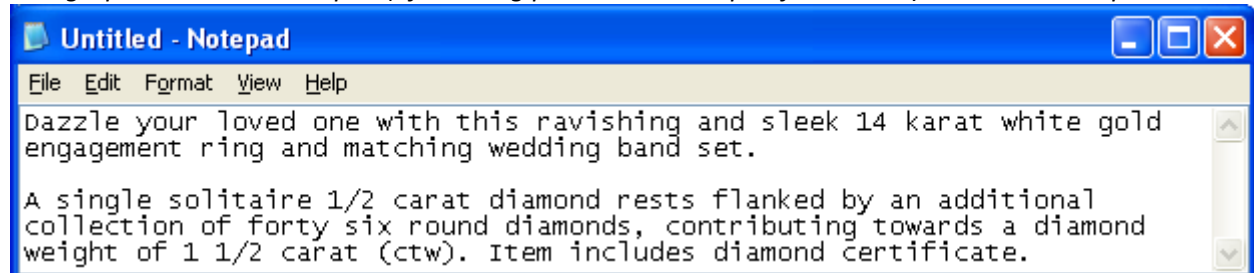 Untitled - Notepad
File Edit Format View Help
Dazzle your loved one with this ravishing and sleek 14 karat white gold
engagement ring and matching wedding band set.
A single solitaire 1/2 carat diamond rests flanked by an additional
collection of forty six round diamonds, contributing towards a diamond
weight of 1 1/2 carat (ctw). Item includes diamond certificate.